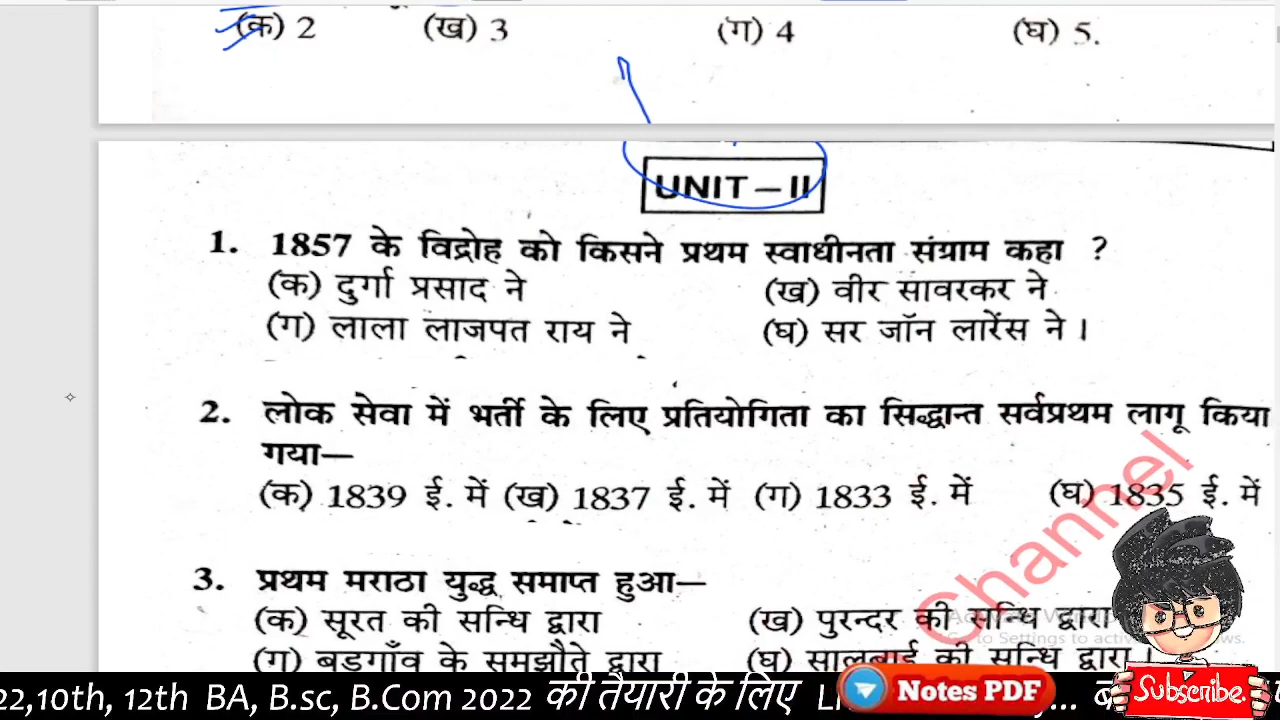 (क) 2 (ख) 3 (ग) 4 (घ) 5.
UNIT – II
1. 1857 के विद्रोह को किसने प्रथम स्वाधीनता संग्राम कहा ?
(क) दुर्गा प्रसाद ने (ख) वीर सावरकर ने
(ग) लाला लाजपत राय ने (घ) सर जॉन लारेंस ने।
2. लोक सेवा में भर्ती के लिए प्रतियोगिता का सिद्धान्त सर्वप्रथम लागू किया
गया—
(क) 1839 ई. में (ख) 1837 ई. में (ग) 1833 ई. में (घ) 1835 ई. में
3. प्रथम मराठा युद्ध समाप्त हुआ—
(क) सूरत की सन्धि द्वारा (ख) पुरन्दर की सन्धि द्वारा
(ग) बडगाँव के समझौते द्वारा (घ) सालबाई की सन्धि द्वारा।
Channel
22,10th, 12th BA, B.sc, B.Com 2022 की तैयारी के लिए
Notes PDF
Subscribe